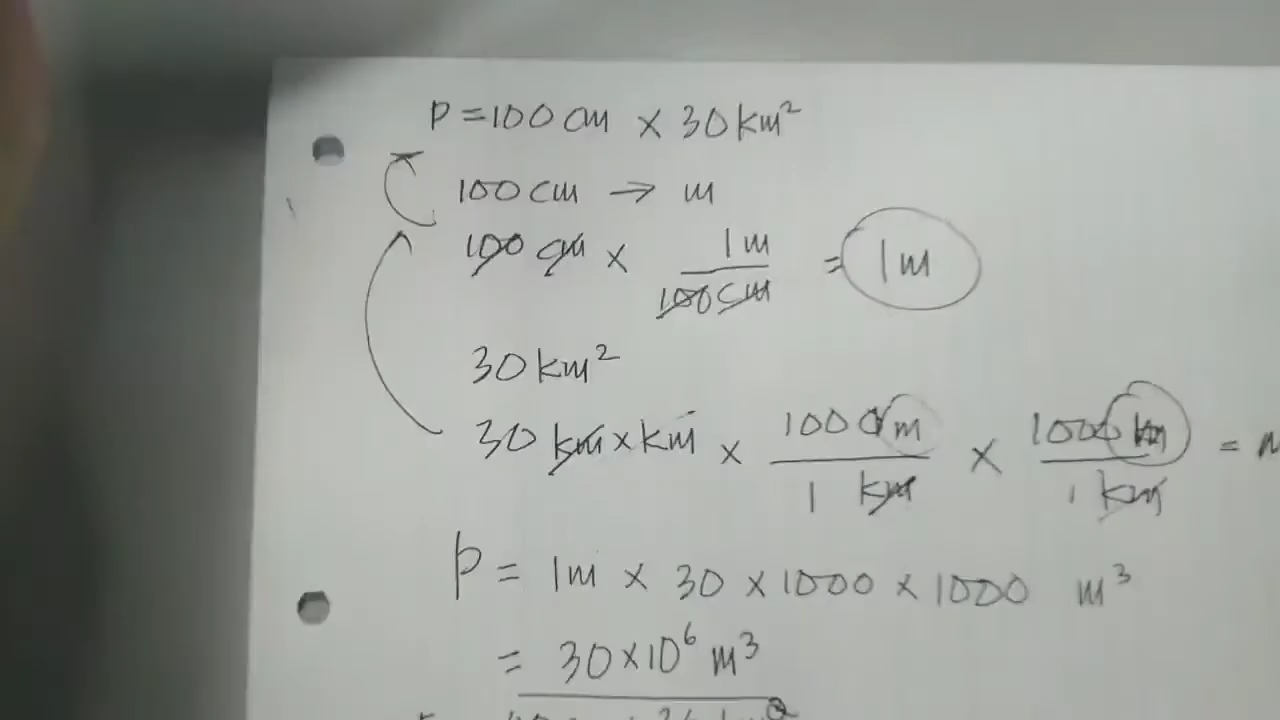 P = 100 cm × 30 km²
100 cm → m
100 cm × 1 m / 100 cm = 1 m
30 km²
30 km × km × 1000 m / 1 km × 1000 / 1 km =
P = 1m × 30 × 1000 × 1000 m³
= 30 × 10⁶ m³